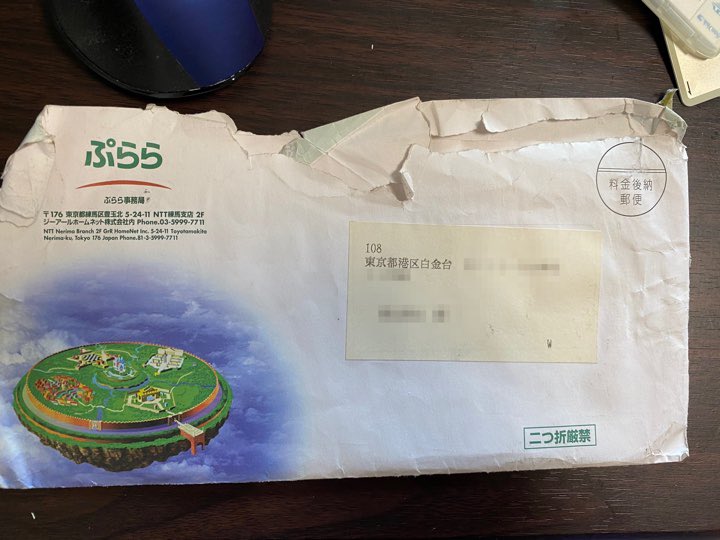 ぷらら
ぷらら事務局
〒176 東京都練馬区豊玉北 5-24-11 NTT練馬支店 2F
ジーアールホームネット株式会社内 Phone.03-5999-7711
NTT Nerima Branch 2F GrR HomeNet Inc. 5-24-11 Toyotamakita
Nerima-ku, Tokyo 176 Japan Phone.81-3-5999-7711
料金後納
郵便
108
東京都港区白金台
W
二つ折厳禁